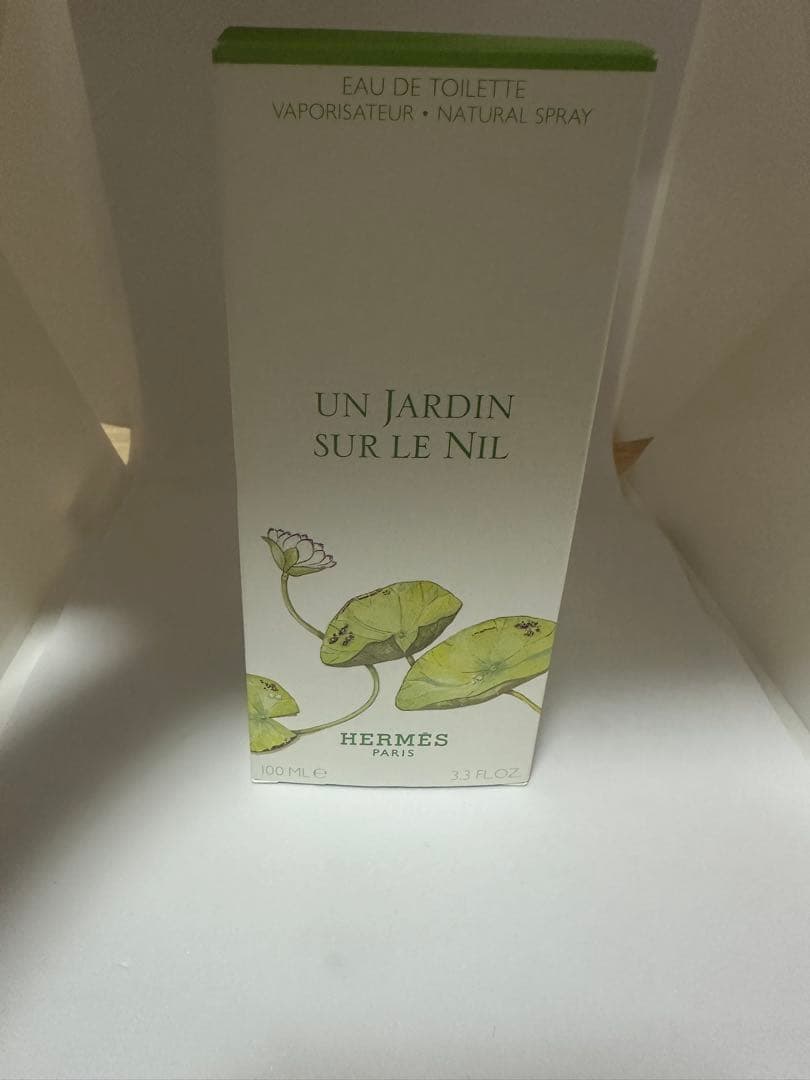 EAU DE TOILETTE
VAPORISATEUR • NATURAL SPRAY
UN JARDIN
SUR LE NIL
HERMÈS
PARIS
100 ML ℮ 3.3 FL.OZ